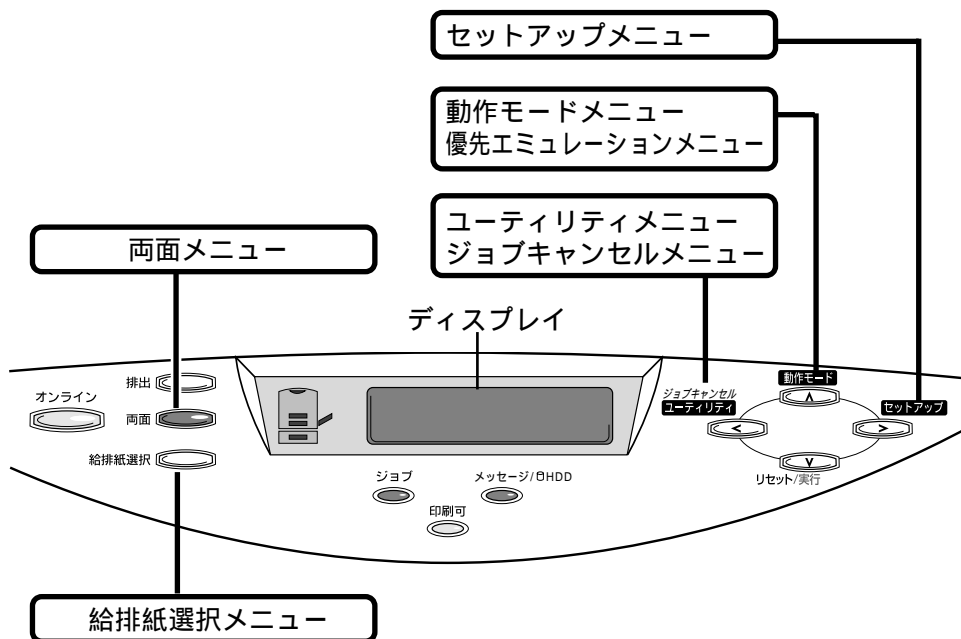 セットアップメニュー
動作モードメニュー
優先エミュレーションメニュー
ユーティリティメニュー
ジョブキャンセルメニュー
両面メニュー
ディスプレイ
オンライン
排出
両面
給排紙選択
ジョブ
メッセージ/HDD
印刷可
ジョブキャンセル
ユーティリティ
動作モード
セットアップ
リセット/実行
給排紙選択メニュー